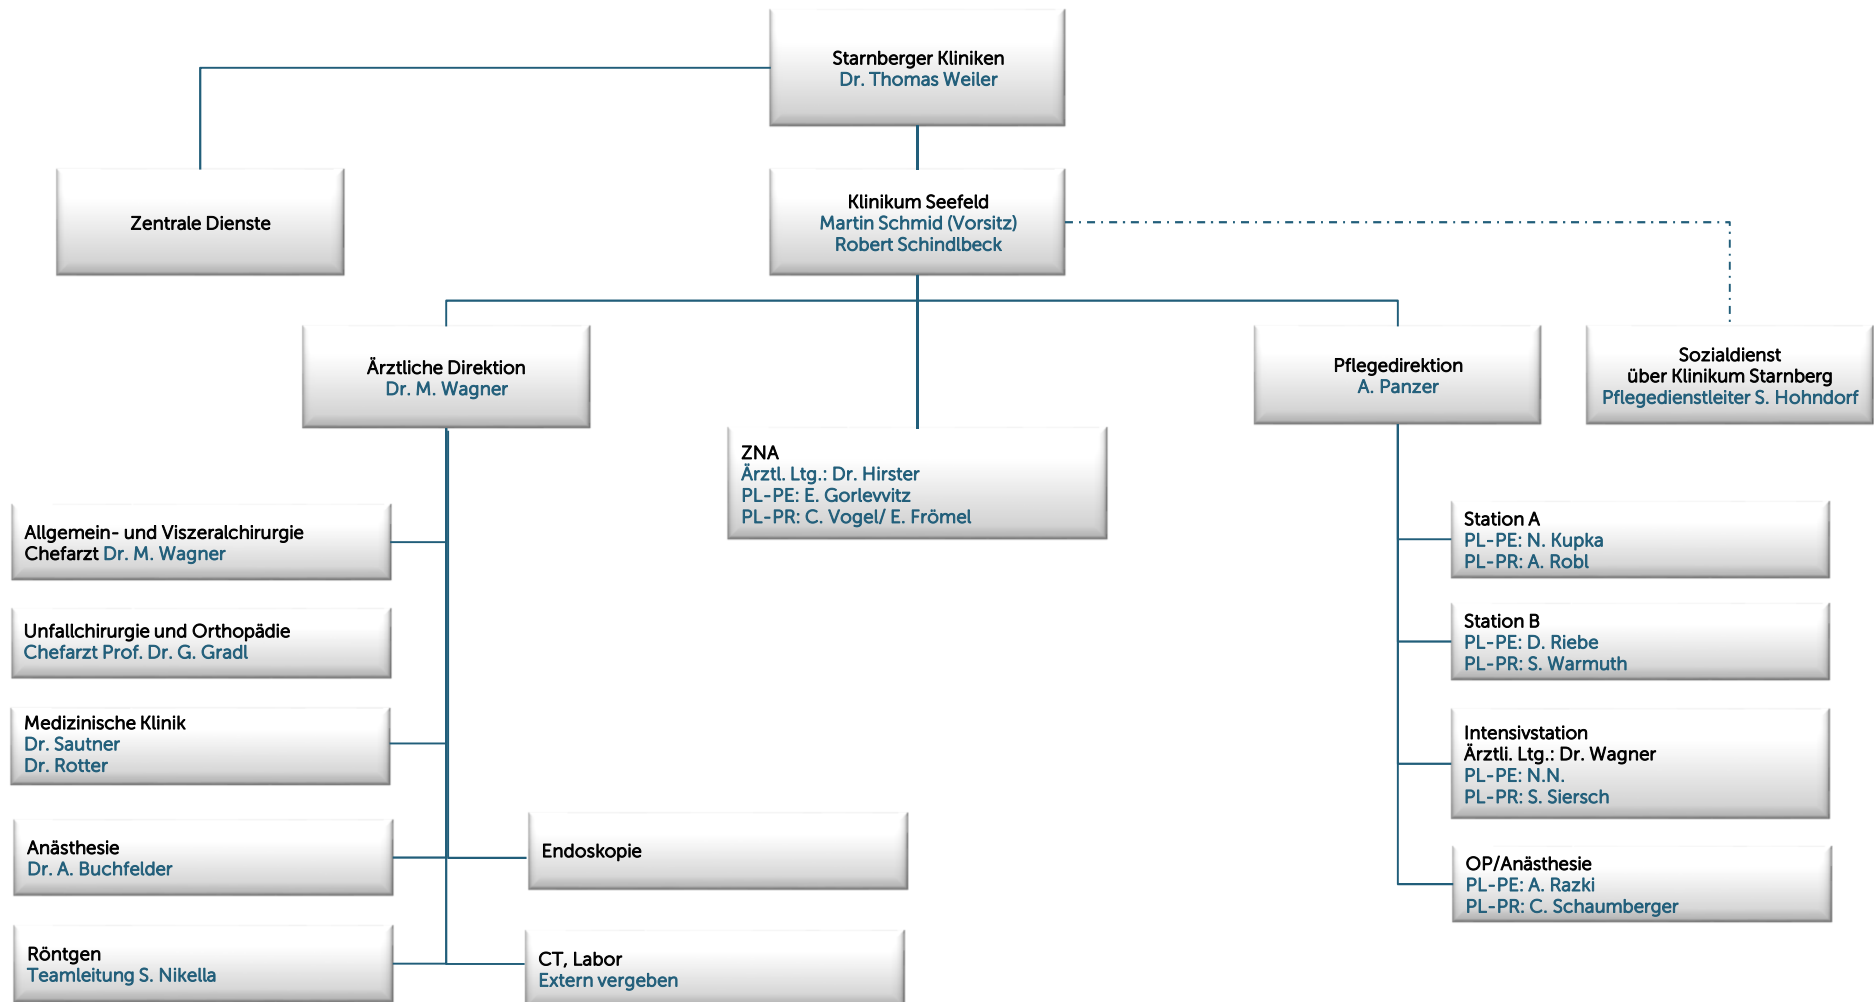 Starnberger Kliniken
Dr. Thomas Weiler
Zentrale Dienste
Klinikum Seefeld
Martin Schmid (Vorsitz)
Robert Schindlbeck
Ärztliche Direktion
Dr. M. Wagner
Pflegedirektion
A. Panzer
Sozialdienst
über Klinikum Starnberg
Pflegedienstleiter S. Hohndorf
ZNA
Ärztl. Ltg.: Dr. Hirster
PL-PE: E. Gorlevvitz
PL-PR: C. Vogel/ E. Frömel
Allgemein- und Viszeralchirurgie
Chefarzt Dr. M. Wagner
Unfallchirurgie und Orthopädie
Chefarzt Prof. Dr. G. Gradl
Medizinische Klinik
Dr. Sautner
Dr. Rotter
Anästhesie
Dr. A. Buchfelder
Röntgen
Teamleitung S. Nikella
Endoskopie
CT, Labor
Extern vergeben
Station A
PL-PE: N. Kupka
PL-PR: A. Robl
Station B
PL-PE: D. Riebe
PL-PR: S. Warmuth
Intensivstation
Ärztli. Ltg.: Dr. Wagner
PL-PE: N.N.
PL-PR: S. Siersch
OP/Anästhesie
PL-PE: A. Razki
PL-PR: C. Schaumberger